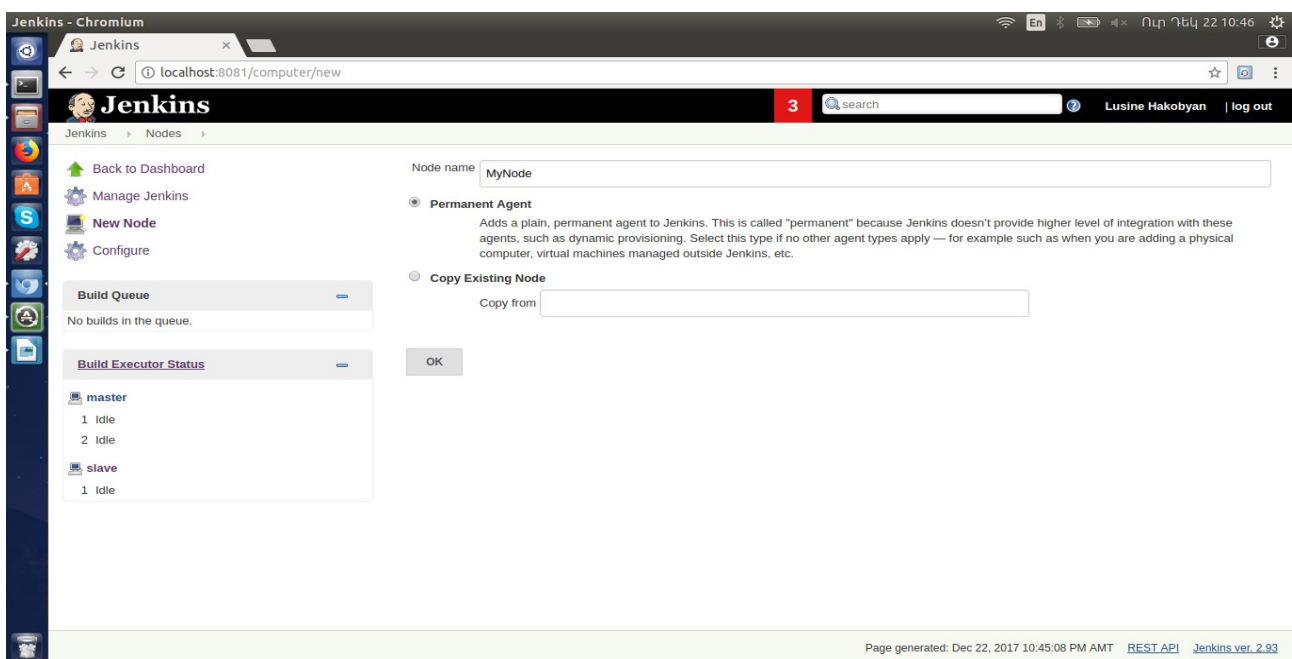 Jenkins - Chromium
En
Ուր Դեկ 22 10:46
Jenkins
localhost:8081/computer/new
Jenkins
3
search
Lusine Hakobyan | log out
Jenkins Nodes
Back to Dashboard
Manage Jenkins
New Node
Configure
Build Queue
No builds in the queue.
Build Executor Status
master
1 Idle
2 Idle
slave
1 Idle
Node name MyNode
Permanent Agent
Adds a plain, permanent agent to Jenkins. This is called "permanent" because Jenkins doesn't provide higher level of integration with these
agents, such as dynamic provisioning. Select this type if no other agent types apply — for example such as when you are adding a physical
computer, virtual machines managed outside Jenkins, etc.
Copy Existing Node
Copy from
OK
Page generated: Dec 22, 2017 10:45:08 PM AMT REST API Jenkins ver. 2.93